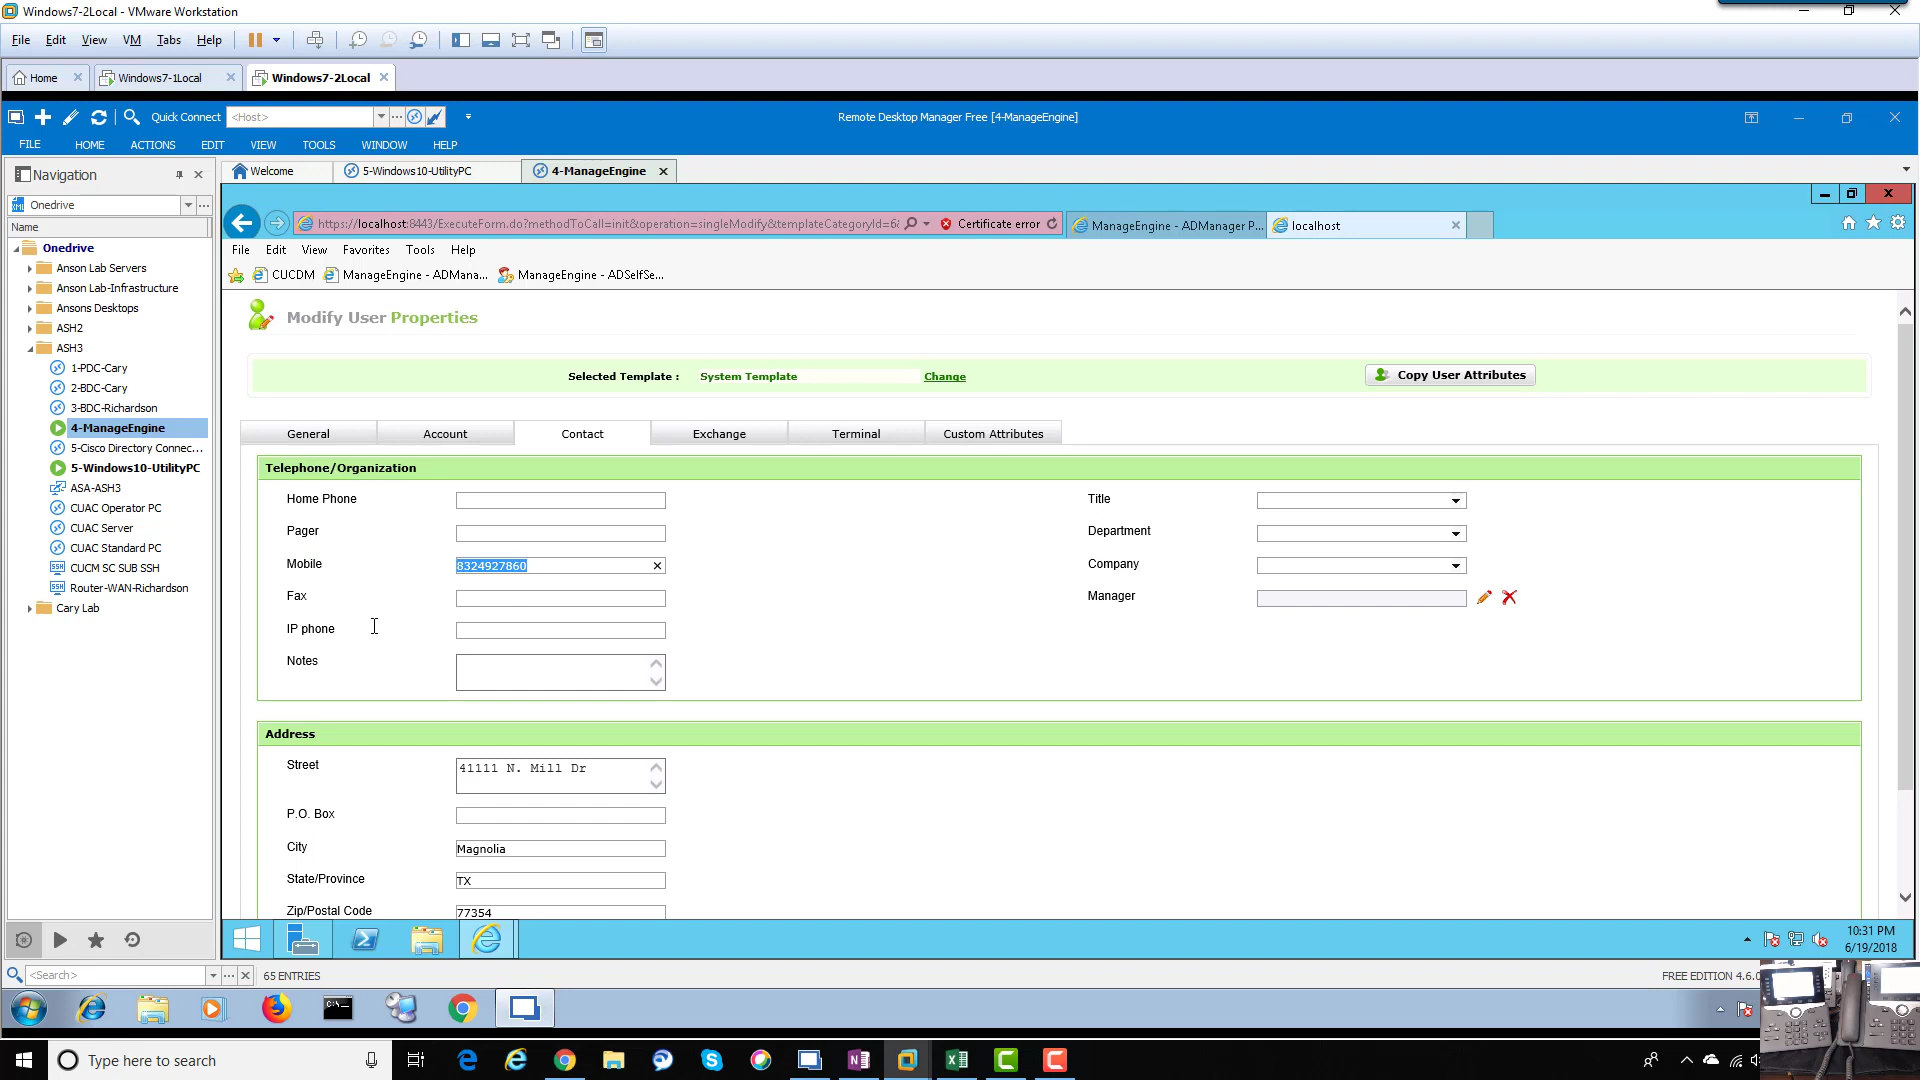 Windows7-2Local - VMware Workstation
File Edit View VM Tabs Help
Home Windows7-1Local Windows7-2Local
Quick Connect <Host> Remote Desktop Manager Free [4-ManageEngine]
FILE HOME ACTIONS EDIT VIEW TOOLS WINDOW HELP
Navigation
Onedrive
Name
Onedrive
Anson Lab Servers
Anson Lab-Infrastructure
Ansons Desktops
ASH2
ASH3
1-PDC-Cary
2-BDC-Cary
3-BDC-Richardson
4-ManageEngine
5-Cisco Directory Connec...
5-Windows10-UtilityPC
ASA-ASH3
CUAC Operator PC
CUAC Server
CUAC Standard PC
CUCM SC SUB SSH
Router-WAN-Richardson
Cary Lab
Welcome 5-Windows10-UtilityPC 4-ManageEngine
https://localhost:8443/ExecuteForm.do?methodToCall=init&operation=singleModify&templateCategoryId=6 Certificate error ManageEngine - ADManager P... localhost
File Edit View Favorites Tools Help
CUCDM ManageEngine - ADMana... ManageEngine - ADSelfSe...
Modify User Properties
Selected Template : System Template Change Copy User Attributes
General Account Contact Exchange Terminal Custom Attributes
Telephone/Organization
Home Phone Title
Pager Department
Mobile 8324927860 Company
Fax Manager
IP phone
Notes
Address
Street 41111 N. Mill Dr
P.O. Box
City Magnolia
State/Province TX
Zip/Postal Code 77354
10:31 PM
6/19/2018
<Search> 65 ENTRIES FREE EDITION 4.6.
Type here to search